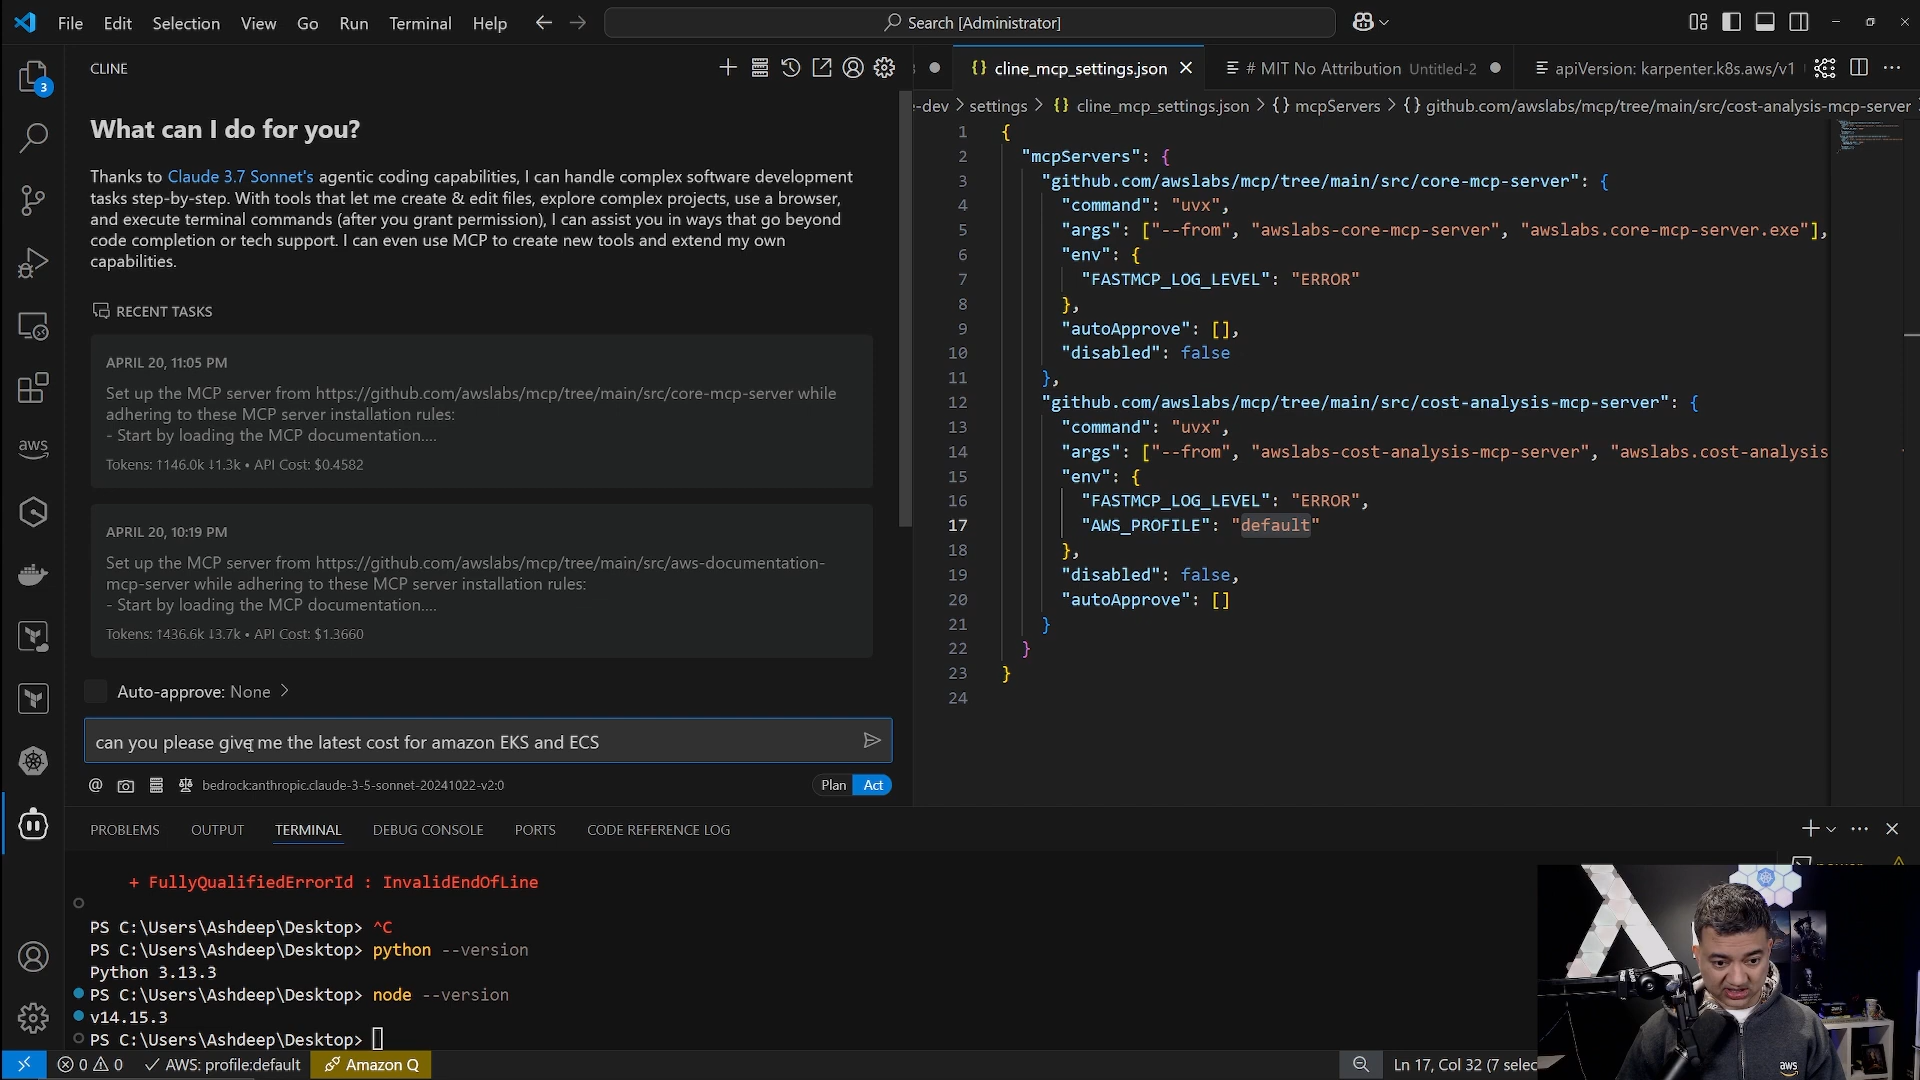 File Edit Selection View Go Run Terminal Help
Search [Administrator]
3
CLINE
What can I do for you?
Thanks to Claude 3.7 Sonnet's agentic coding capabilities, I can handle complex software development
tasks step-by-step. With tools that let me create & edit files, explore complex projects, use a browser,
and execute terminal commands (after you grant permission), I can assist you in ways that go beyond
code completion or tech support. I can even use MCP to create new tools and extend my own
capabilities.
RECENT TASKS
APRIL 20, 11:05 PM
Set up the MCP server from https://github.com/awslabs/mcp/tree/main/src/core-mcp-server while
adhering to these MCP server installation rules:
- Start by loading the MCP documentation....
Tokens: ↑146.0k ↓1.3k • API Cost: $0.4582
APRIL 20, 10:19 PM
Set up the MCP server from https://github.com/awslabs/mcp/tree/main/src/aws-documentation-
mcp-server while adhering to these MCP server installation rules:
- Start by loading the MCP documentation....
Tokens: ↑436.6k ↓3.7k • API Cost: $1.3660
Auto-approve: None >
can you please give me the latest cost for amazon EKS and ECS
@ bedrock:anthropic.claude-3-5-sonnet-20241022-v2:0
Plan Act
aws
{} cline_mcp_settings.json
# MIT No Attribution Untitled-2
apiVersion: karpenter.k8s.aws/v1
e-dev > settings > {} cline_mcp_settings.json > {} mcpServers > {} github.com/awslabs/mcp/tree/main/src/cost-analysis-mcp-server
1 {
2 "mcpServers": {
3 "github.com/awslabs/mcp/tree/main/src/core-mcp-server": {
4 "command": "uvx",
5 "args": ["--from", "awslabs-core-mcp-server", "awslabs.core-mcp-server.exe"],
6 "env": {
7 "FASTMCP_LOG_LEVEL": "ERROR"
8 },
9 "autoApprove": [],
10 "disabled": false
11 },
12 "github.com/awslabs/mcp/tree/main/src/cost-analysis-mcp-server": {
13 "command": "uvx",
14 "args": ["--from", "awslabs-cost-analysis-mcp-server", "awslabs.cost-analysis
15 "env": {
16 "FASTMCP_LOG_LEVEL": "ERROR",
17 "AWS_PROFILE": "default"
18 },
19 "disabled": false,
20 "autoApprove": []
21 }
22 }
23 }
24
PROBLEMS OUTPUT TERMINAL DEBUG CONSOLE PORTS CODE REFERENCE LOG
+ FullyQualifiedErrorId : InvalidEndOfLine
PS C:\Users\Ashdeep\Desktop> ^C
PS C:\Users\Ashdeep\Desktop> python --version
Python 3.13.3
PS C:\Users\Ashdeep\Desktop> node --version
v14.15.3
PS C:\Users\Ashdeep\Desktop>
0 0 AWS: profile:default Amazon Q
Ln 17, Col 32 (7 selec
aws